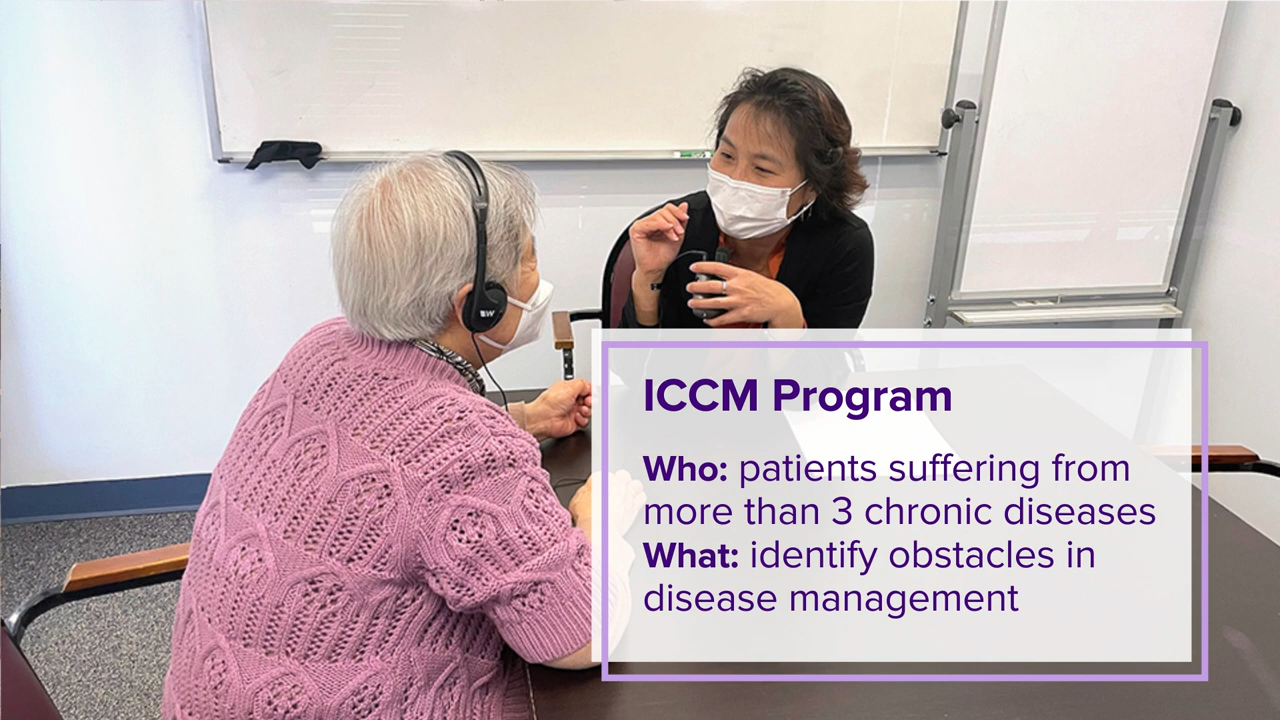 ICCM Program
Who: patients suffering from
more than 3 chronic diseases
What: identify obstacles in
disease management